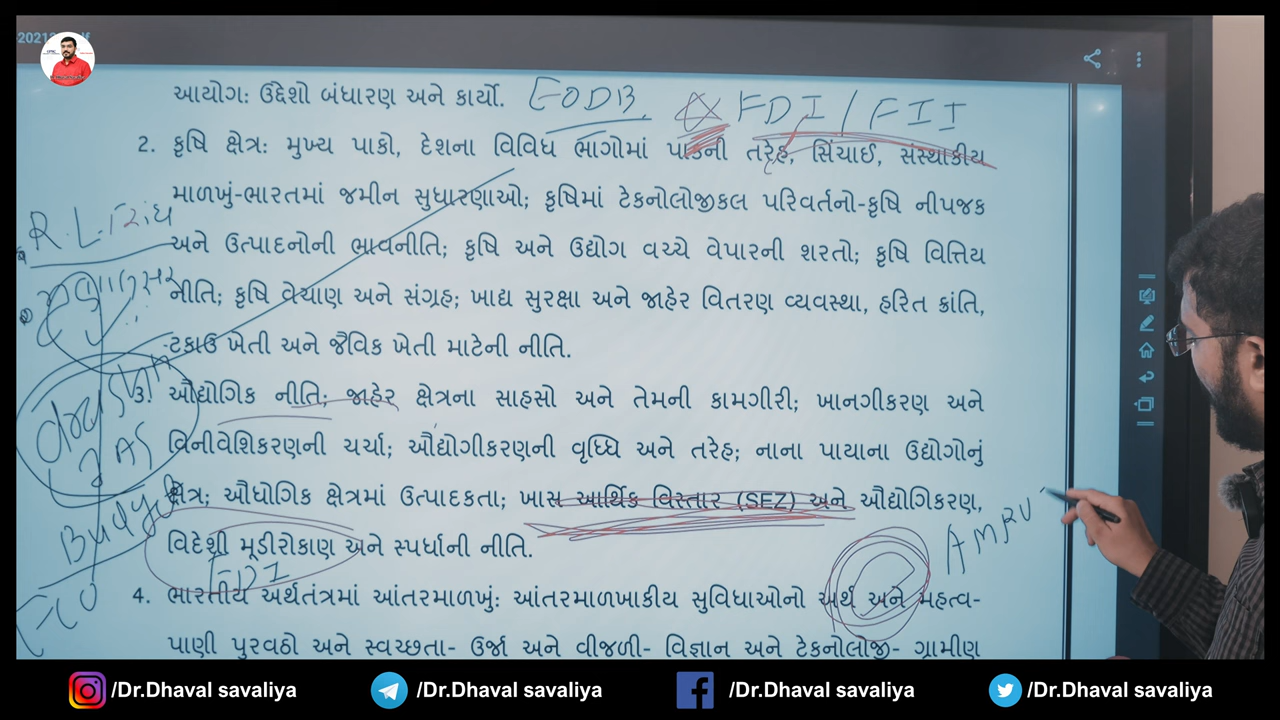 આયોગ: ઉદ્દેશો બંધારણ અને કાર્યો. EODB FDI / FII
2. કૃષિ ક્ષેત્ર: મુખ્ય પાકો, દેશના વિવિધ ભાગોમાં પાકની તરેહ, સિંચાઈ, સંસ્થાકીય
માળખું-ભારતમાં જમીન સુધારણાઓ; કૃષિમાં ટેકનોલોજીકલ પરિવર્તનો-કૃષિ નીપજક
અને ઉત્પાદનોની ભાવનીતિ; કૃષિ અને ઉદ્યોગ વચ્ચે વેપારની શરતો; કૃષિ વિત્તિય
નીતિ; કૃષિ વેચાણ અને સંગ્રહ; ખાદ્ય સુરક્ષા અને જાહેર વિતરણ વ્યવસ્થા, હરિત ક્રાંતિ,
ટકાઉ ખેતી અને જૈવિક ખેતી માટેની નીતિ.
3. ઔદ્યોગિક નીતિ; જાહેર ક્ષેત્રના સાહસો અને તેમની કામગીરી; ખાનગીકરણ અને
વિનીવેશિકરણની ચર્ચા; ઔદ્યોગીકરણની વૃધ્ધિ અને તરેહ; નાના પાયાના ઉદ્યોગોનું
ક્ષેત્ર; ઔધોગિક ક્ષેત્રમાં ઉત્પાદકતા; ખાસ આર્થિક વિસ્તાર (SEZ) અને ઔદ્યોગિકરણ,
વિદેશી મૂડીરોકાણ અને સ્પર્ધાની નીતિ.
FDI
4. ભારતીય અર્થતંત્રમાં આંતરમાળખું: આંતરમાળખાકીય સુવિધાઓનો અર્થ અને મહત્વ-
પાણી પુરવઠો અને સ્વચ્છતા- ઉર્જા અને વીજળી- વિજ્ઞાન અને ટેકનોલોજી- ગ્રામીણ
/Dr.Dhaval savaliya /Dr.Dhaval savaliya /Dr.Dhaval savaliya /Dr.Dhaval savaliya